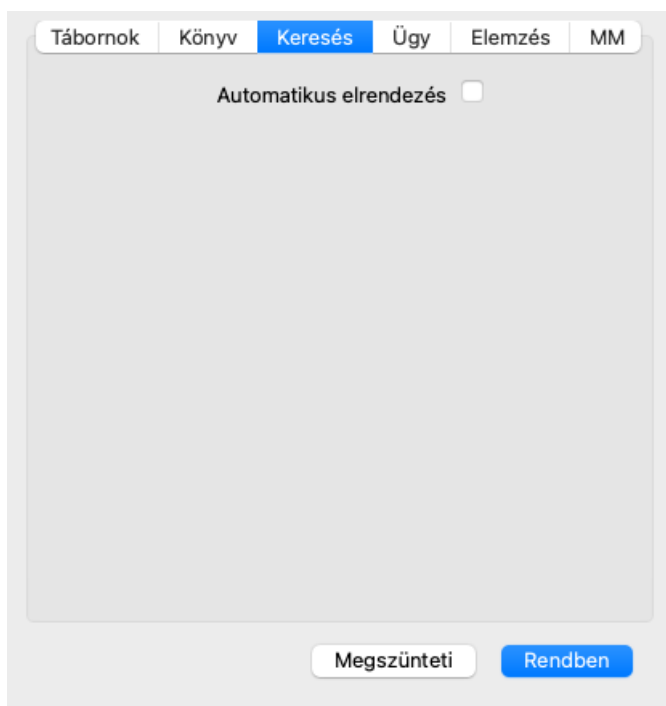 Tábornok Könyv Keresés Ügy Elemzés MM
Automatikus elrendezés
Megszünteti Rendben